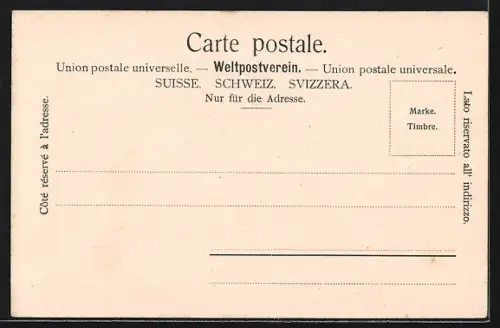 Carte postale.
Union postale universelle. — Weltpostverein. — Union postale universale.
SUISSE. SCHWEIZ. SVIZZERA.
Nur für die Adresse.
Marke.
Timbre.
Côté réservé à l'adresse.
Lato riservato all' indirizzo.